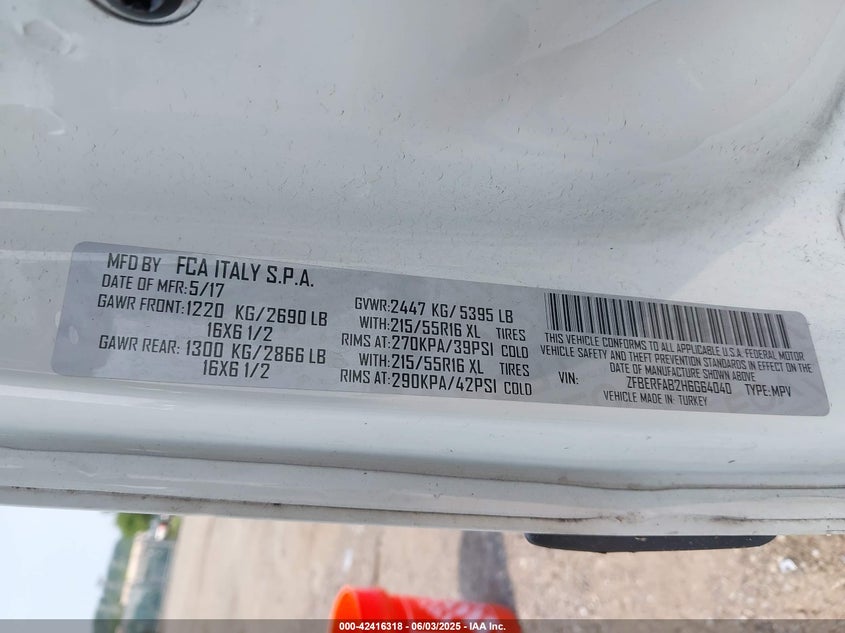 MFD BY FCA ITALY S.P.A.
DATE OF MFR:5/17
GAWR FRONT:1220 KG/2690 LB
16X6 1/2
GAWR REAR: 1300 KG/2866 LB
16X6 1/2
GVWR:2447 KG/5395 LB
WITH:215/55R16 XL TIRES
RIMS AT:270KPA/39PSI COLD
WITH:215/55R16 XL TIRES
RIMS AT:290KPA/42PSI COLD
THIS VEHICLE CONFORMS TO ALL APPLICABLE U.S.A. FEDERAL MOTOR
VEHICLE SAFETY AND THEFT PREVENTION STANDARDS IN EFFECT ON THE
DATE OF MANUFACTURE SHOWN ABOVE
VIN: ZFBERFAB2H6G64040 TYPE:MPV
VEHICLE MADE IN: TURKEY
000-42416318 - 06/03/2025 - IAA Inc.